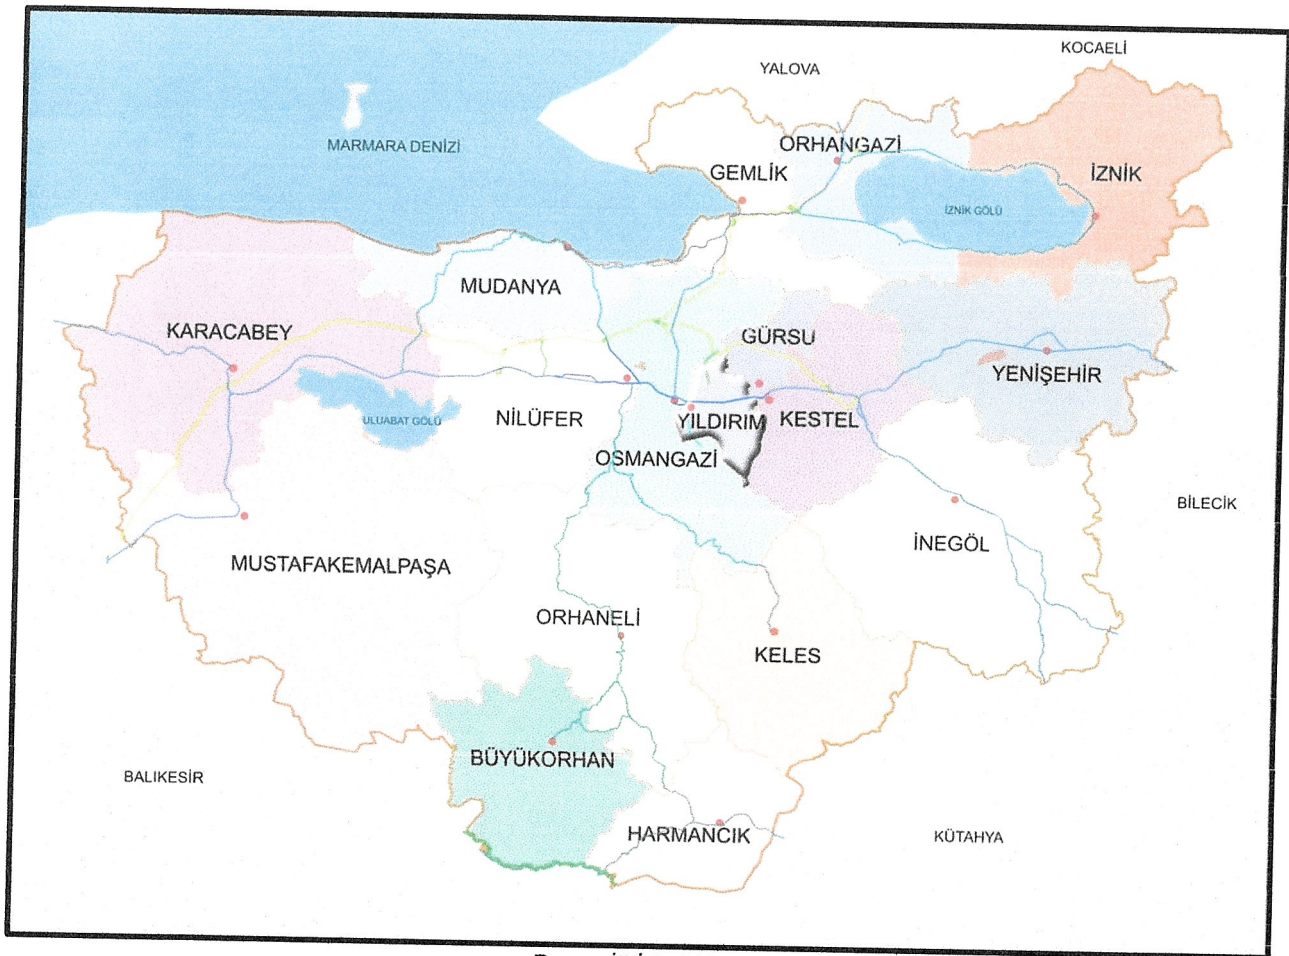 KOCAELİ
YALOVA
MARMARA DENİZİ
ORHANGAZİ
GEMLİK
İZNİK
İZNİK GÖLÜ
MUDANYA
KARACABEY
GÜRSU
YENİŞEHİR
ULUABAT GÖLÜ
NİLÜFER
YILDIRIM
KESTEL
OSMANGAZİ
BİLECİK
İNEGÖL
MUSTAFAKEMALPAŞA
ORHANELİ
KELES
BÜYÜKORHAN
BALIKESİR
HARMANCIK
KÜTAHYA